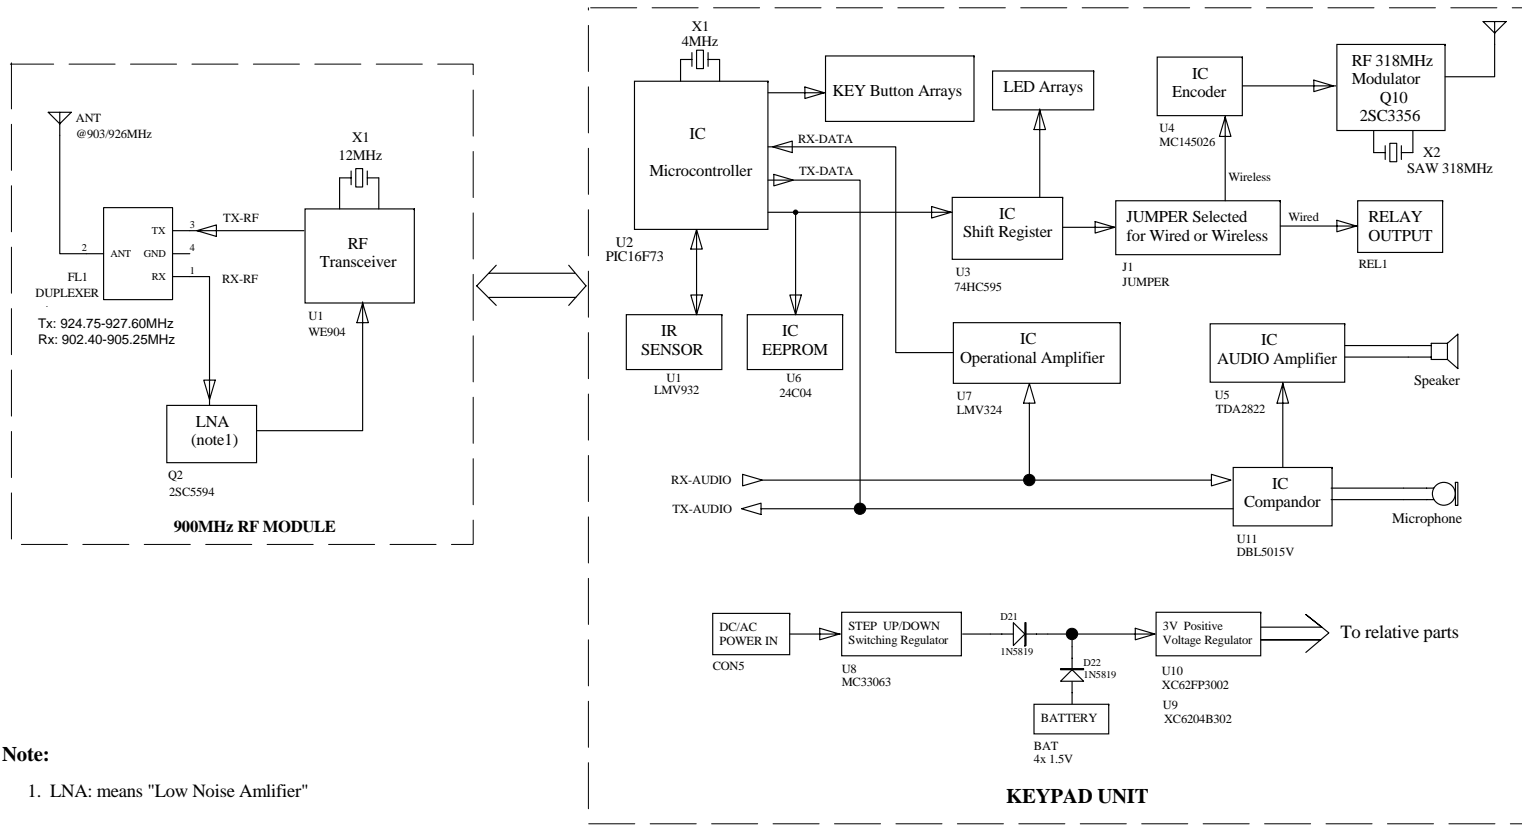 ANT
@903/926MHz
X1
12MHz
TX-RF
3
TX
2
ANT
GND
4
RX
1
RX-RF
FL1
DUPLEXER
Tx: 924.75-927.60MHz
Rx: 902.40-905.25MHz
RF
Transceiver
U1
WE904
LNA
(note1)
Q2
2SC5594
900MHz RF MODULE
X1
4MHz
IC
Microcontroller
U2
PIC16F73
KEY Button Arrays
RX-DATA
TX-DATA
LED Arrays
IC
Encoder
U4
MC145026
RF 318MHz
Modulator
Q10
2SC3356
X2
SAW 318MHz
Wireless
IC
Shift Register
U3
74HC595
JUMPER Selected
for Wired or Wireless
J1
JUMPER
Wired
RELAY
OUTPUT
REL1
IR
SENSOR
U1
LMV932
IC
EEPROM
U6
24C04
IC
Operational Amplifier
U7
LMV324
IC
AUDIO Amplifier
U5
TDA2822
Speaker
RX-AUDIO
TX-AUDIO
IC
Compandor
U11
DBL5015V
Microphone
DC/AC
POWER IN
CON5
STEP UP/DOWN
Switching Regulator
U8
MC33063
D21
1N5819
D22
1N5819
BATTERY
BAT
4x 1.5V
3V Positive
Voltage Regulator
U10
XC62FP3002
U9
XC6204B302
To relative parts
KEYPAD UNIT
Note:
1. LNA: means "Low Noise Amlifier"